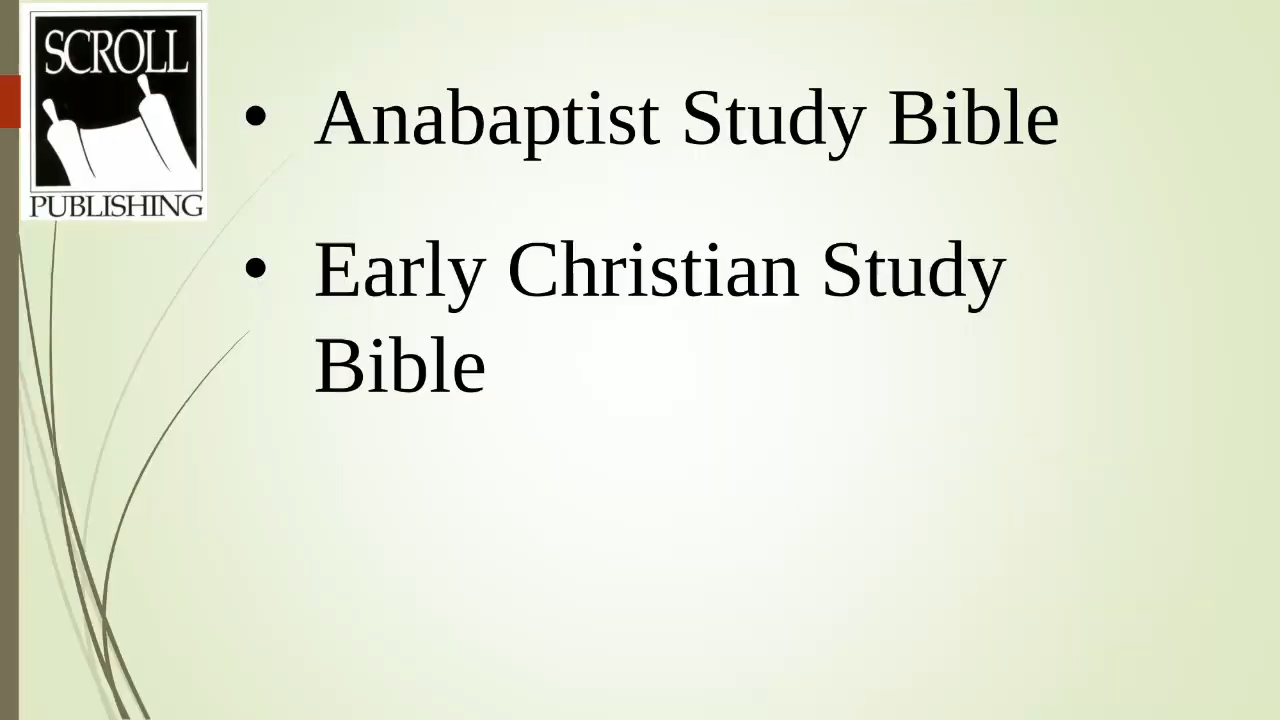 SCROLL
PUBLISHING
• Anabaptist Study Bible
• Early Christian Study
Bible